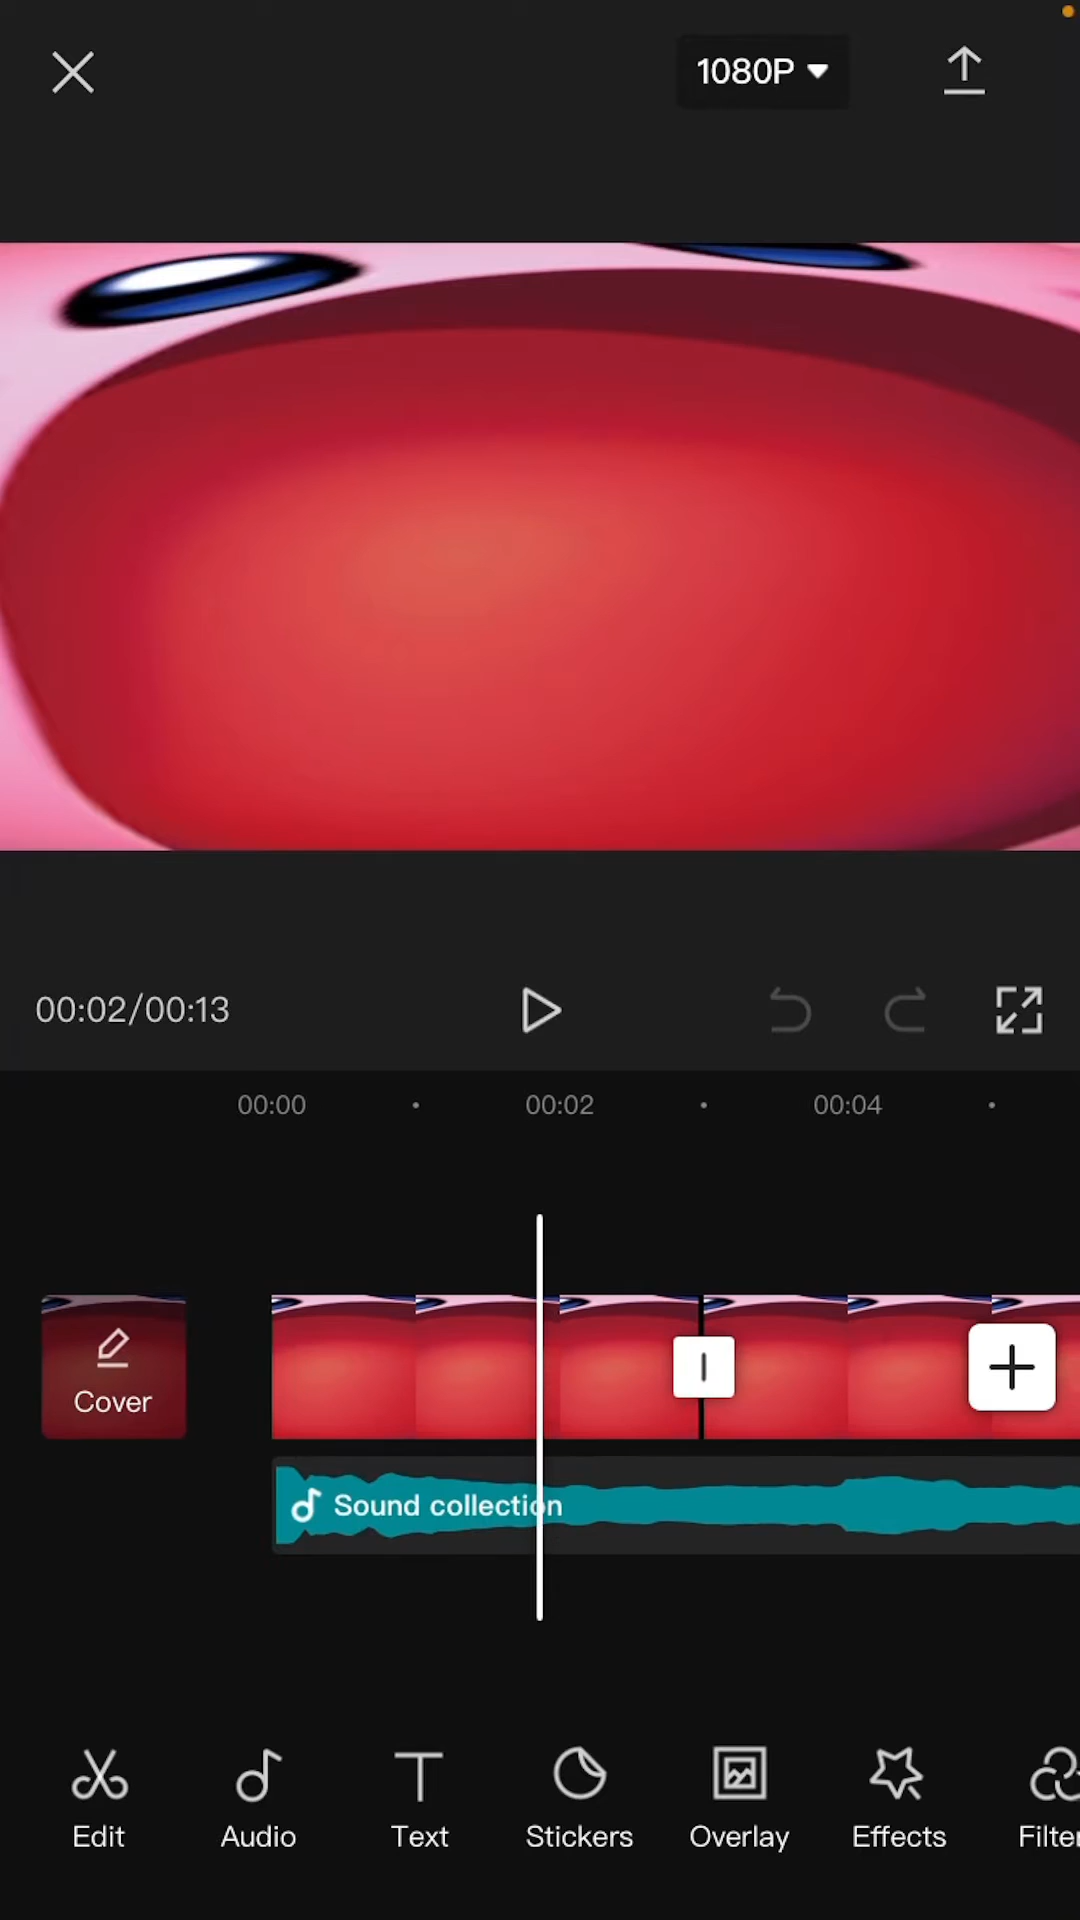 1080P
00:02/00:13
00:00 00:02 00:04
Cover
Sound collection
Edit Audio Text Stickers Overlay Effects Filter